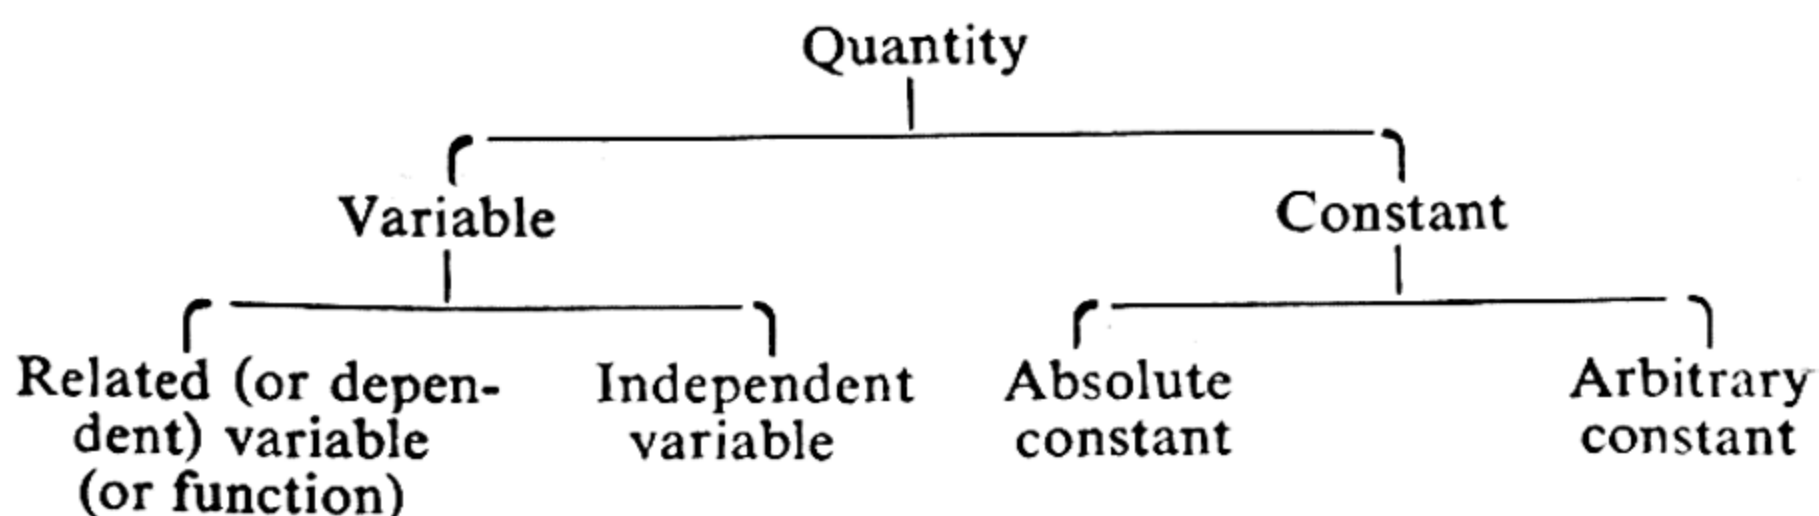 Quantity
Variable
Constant
Related (or depen-
dent) variable
(or function)
Independent
variable
Absolute
constant
Arbitrary
constant